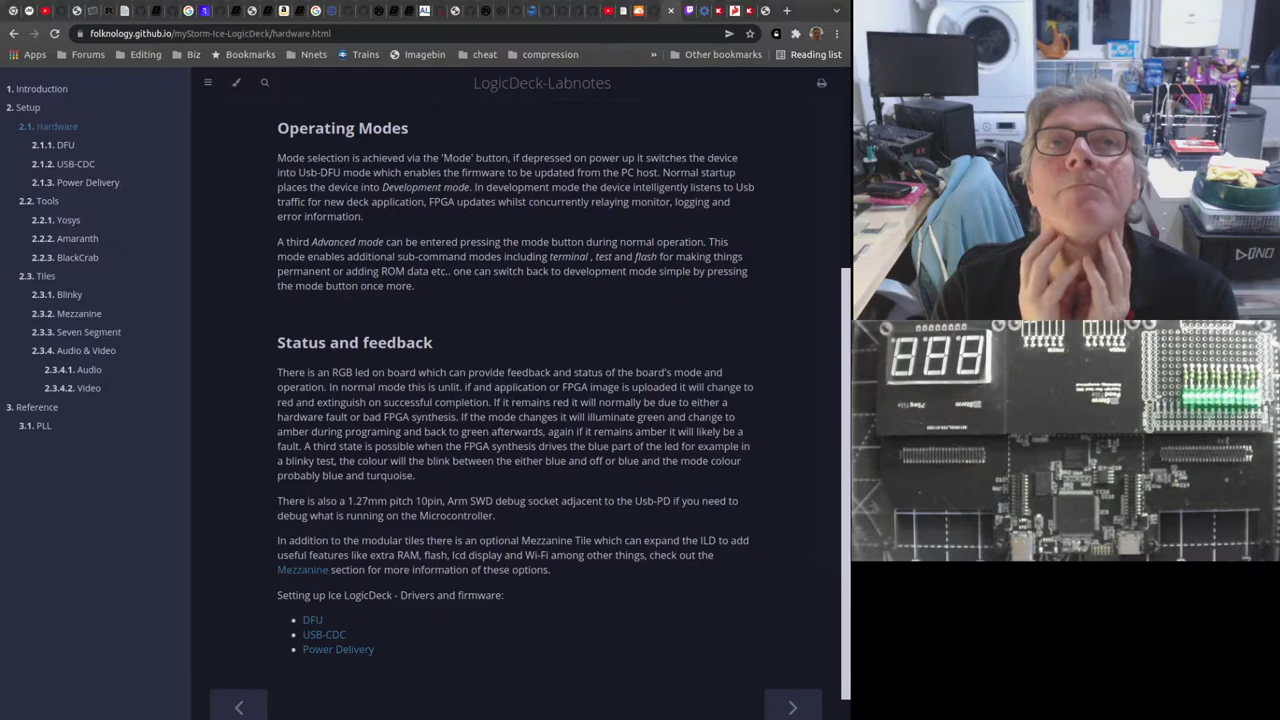 folknology.github.io/myStorm-Ice-LogicDeck/hardware.html
Apps Forums Editing Biz Bookmarks Nnets Trains Imagebin cheat compression » Other bookmarks Reading list
LogicDeck-Labnotes
1. Introduction
2. Setup
2.1. Hardware
2.1.1. DFU
2.1.2. USB-CDC
2.1.3. Power Delivery
2.2. Tools
2.2.1. Yosys
2.2.2. Amaranth
2.2.3. BlackCrab
2.3. Tiles
2.3.1. Blinky
2.3.2. Mezzanine
2.3.3. Seven Segment
2.3.4. Audio & Video
2.3.4.1. Audio
2.3.4.2. Video
3. Reference
3.1. PLL
Operating Modes
Mode selection is achieved via the 'Mode' button, if depressed on power up it switches the device
into Usb-DFU mode which enables the firmware to be updated from the PC host. Normal startup
places the device into Development mode. In development mode the device intelligently listens to Usb
traffic for new deck application, FPGA updates whilst concurrently relaying monitor, logging and
error information.
A third Advanced mode can be entered pressing the mode button during normal operation. This
mode enables additional sub-command modes including terminal , test and flash for making things
permanent or adding ROM data etc.. one can switch back to development mode simple by pressing
the mode button once more.
Status and feedback
There is an RGB led on board which can provide feedback and status of the board's mode and
operation. In normal mode this is unlit. if and application or FPGA image is uploaded it will change to
red and extinguish on successful completion. If it remains red it will normally be due to either a
hardware fault or bad FPGA synthesis. If the mode changes it will illuminate green and change to
amber during programing and back to green afterwards, again if it remains amber it will likely be a
fault. A third state is possible when the FPGA synthesis drives the blue part of the led for example in
a blinky test, the colour will the blink between the either blue and off or blue and the mode colour
probably blue and turquoise.
There is also a 1.27mm pitch 10pin, Arm SWD debug socket adjacent to the Usb-PD if you need to
debug what is running on the Microcontroller.
In addition to the modular tiles there is an optional Mezzanine Tile which can expand the ILD to add
useful features like extra RAM, flash, lcd display and Wi-Fi among other things, check out the
Mezzanine section for more information of these options.
Setting up Ice LogicDeck - Drivers and firmware:
DFU
USB-CDC
Power Delivery